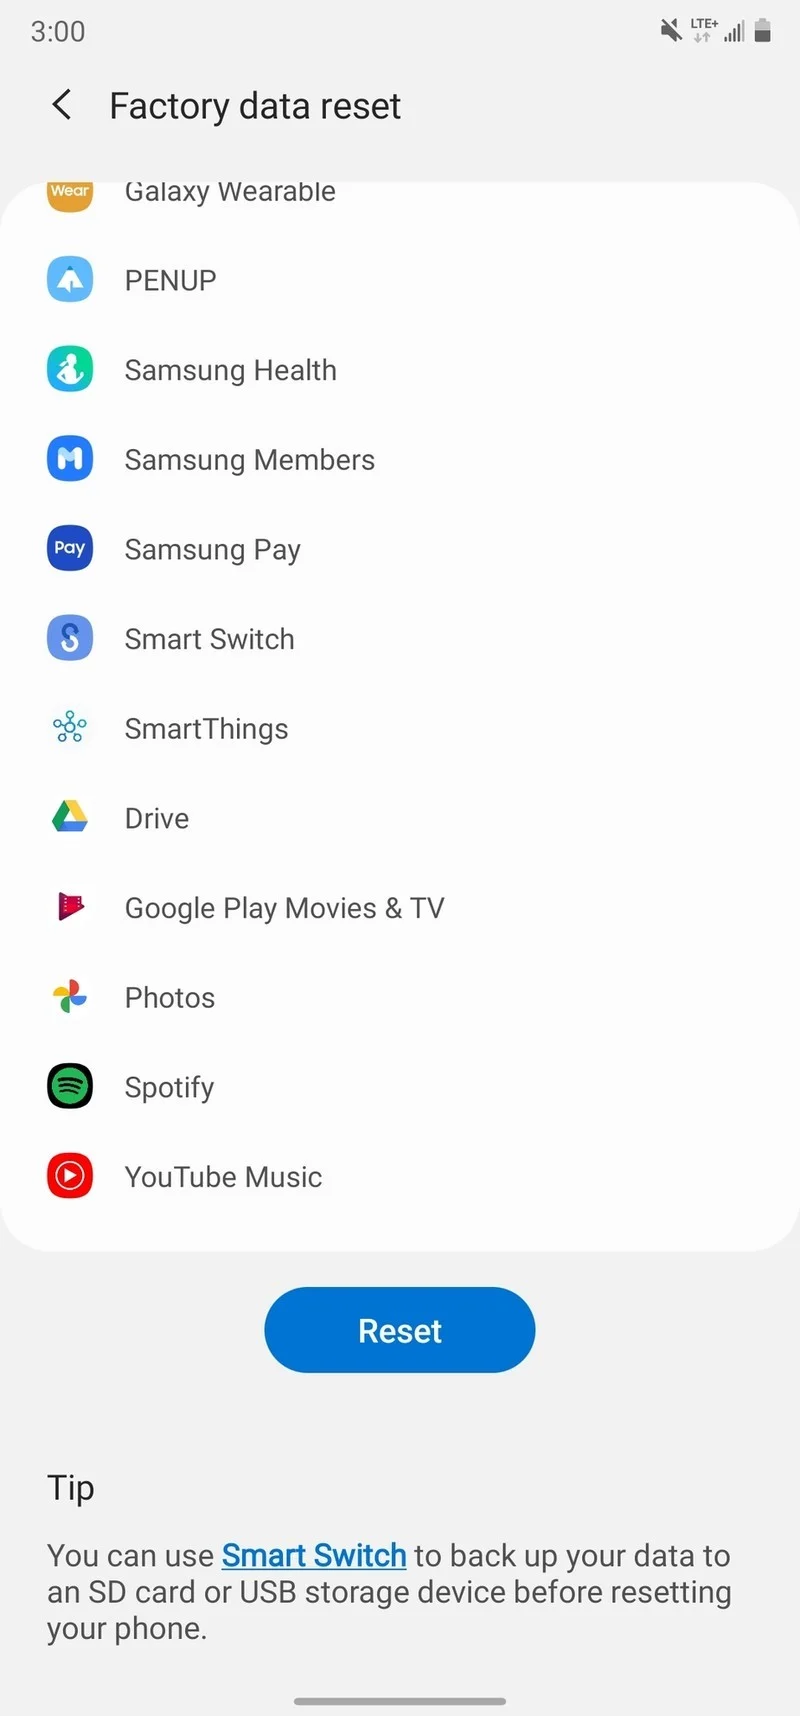 3:00
LTE+
Factory data reset
Wear
Galaxy Wearable
PENUP
Samsung Health
Samsung Members
Pay
Samsung Pay
Smart Switch
SmartThings
Drive
Google Play Movies & TV
Photos
Spotify
YouTube Music
Reset
Tip
You can use Smart Switch to back up your data to
an SD card or USB storage device before resetting
your phone.